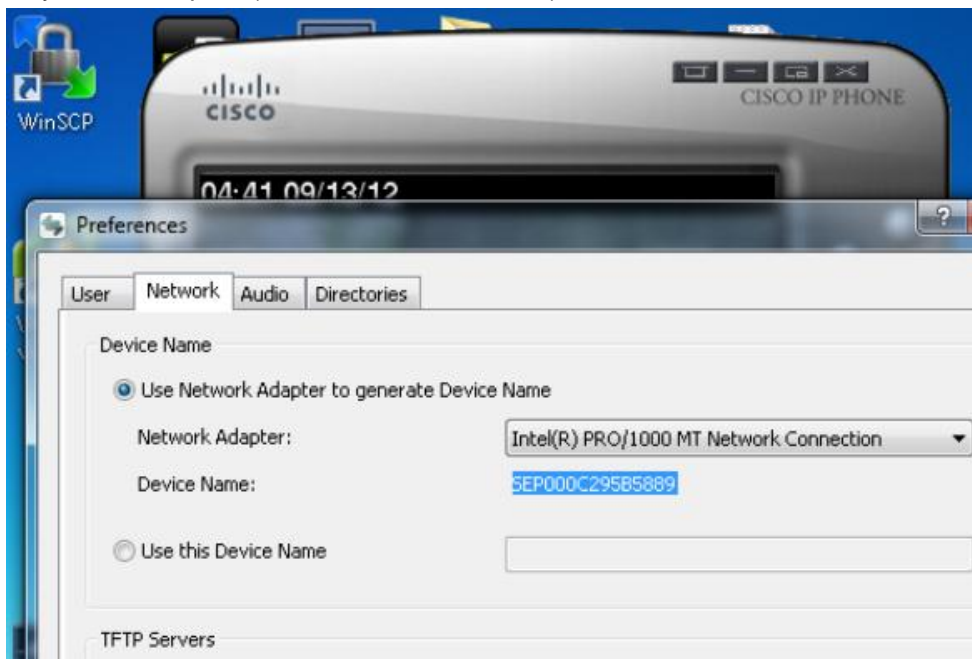 WinSCP
CISCO
CISCO IP PHONE
04:41 09/13/12
Preferences
?
User Network Audio Directories
Device Name
Use Network Adapter to generate Device Name
Network Adapter: Intel(R) PRO/1000 MT Network Connection
Device Name: SEP000C295B5889
Use this Device Name
TFTP Servers